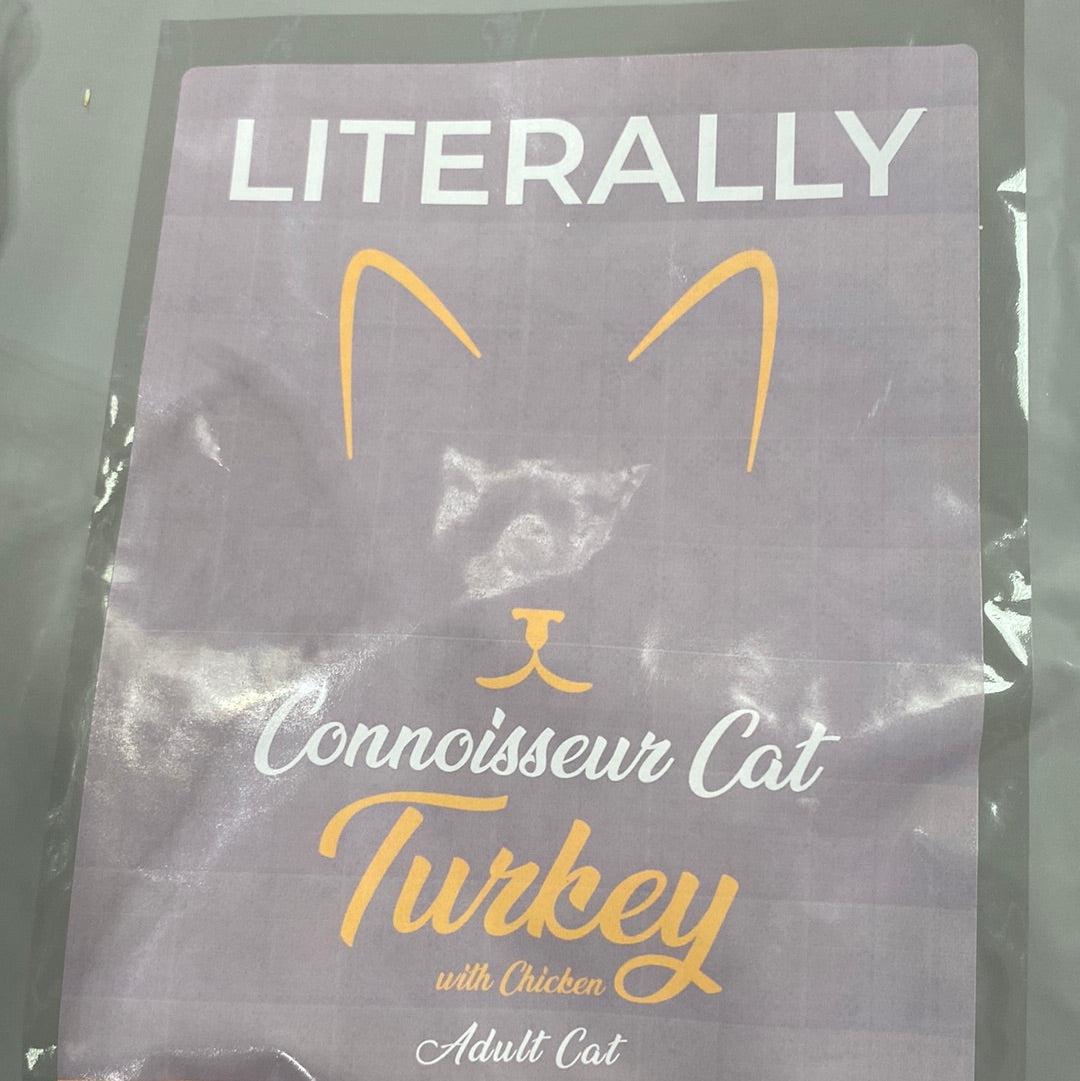 LITERALLY
Connoisseur Cat
Turkey
with Chicken
Adult Cat